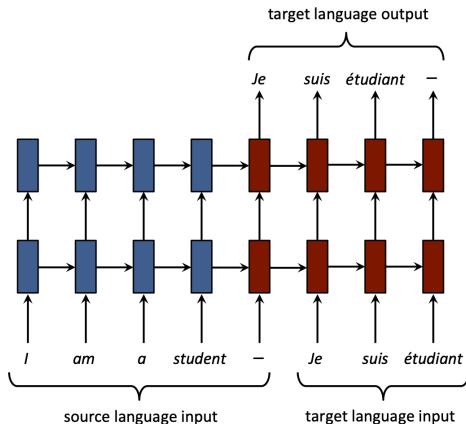 target language output
Je suis étudiant –
I am a student – Je suis étudiant
source language input target language input